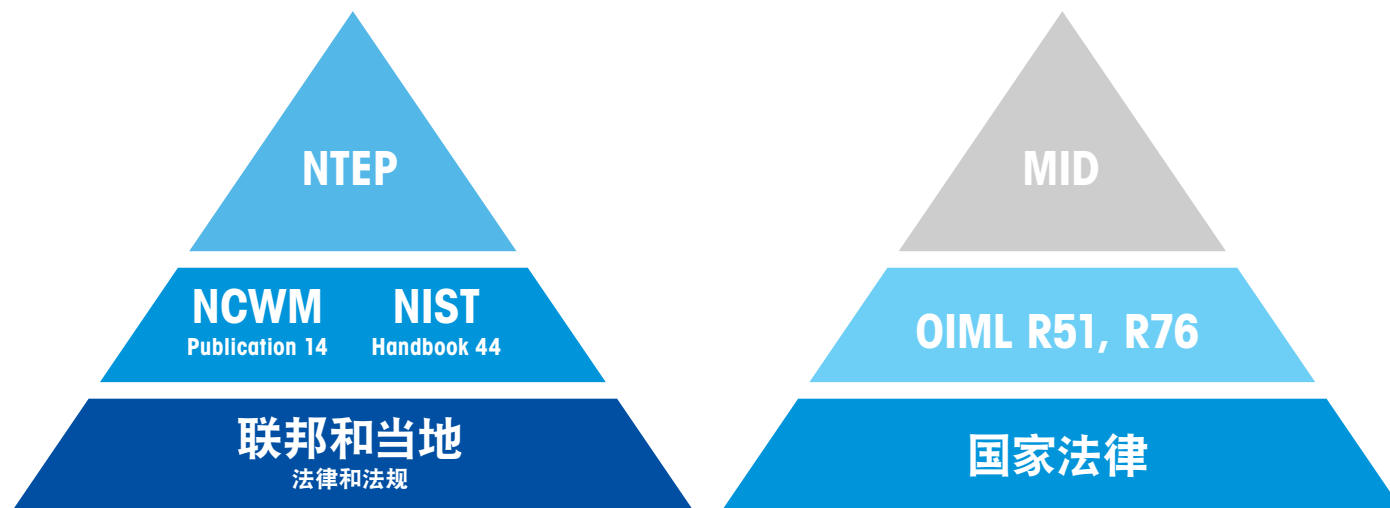 NTEP
NCWM
Publication 14
NIST
Handbook 44
联邦和当地
法律和法规
MID
OIML R51, R76
国家法律